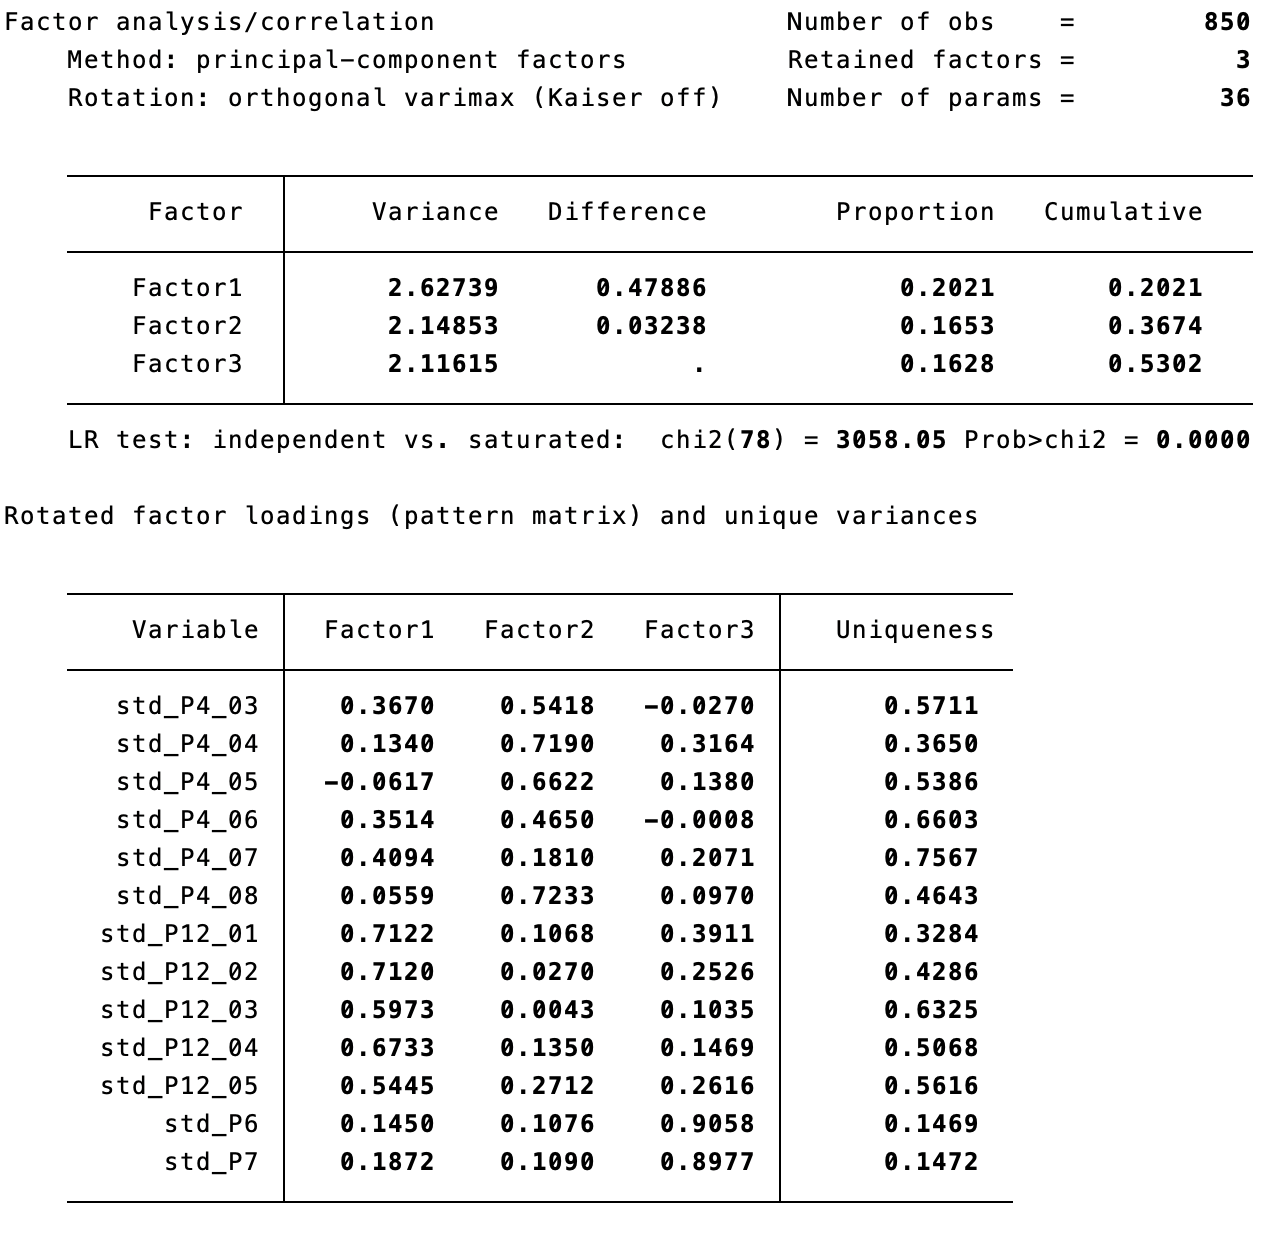 Factor analysis/correlation Number of obs = 850
Method: principal-component factors Retained factors = 3
Rotation: orthogonal varimax (Kaiser off) Number of params = 36
Factor Variance Difference Proportion Cumulative
Factor1 2.62739 0.47886 0.2021 0.2021
Factor2 2.14853 0.03238 0.1653 0.3674
Factor3 2.11615 . 0.1628 0.5302
LR test: independent vs. saturated: chi2(78) = 3058.05 Prob>chi2 = 0.0000
Rotated factor loadings (pattern matrix) and unique variances
Variable Factor1 Factor2 Factor3 Uniqueness
std_P4_03 0.3670 0.5418 -0.0270 0.5711
std_P4_04 0.1340 0.7190 0.3164 0.3650
std_P4_05 -0.0617 0.6622 0.1380 0.5386
std_P4_06 0.3514 0.4650 -0.0008 0.6603
std_P4_07 0.4094 0.1810 0.2071 0.7567
std_P4_08 0.0559 0.7233 0.0970 0.4643
std_P12_01 0.7122 0.1068 0.3911 0.3284
std_P12_02 0.7120 0.0270 0.2526 0.4286
std_P12_03 0.5973 0.0043 0.1035 0.6325
std_P12_04 0.6733 0.1350 0.1469 0.5068
std_P12_05 0.5445 0.2712 0.2616 0.5616
std_P6 0.1450 0.1076 0.9058 0.1469
std_P7 0.1872 0.1090 0.8977 0.1472